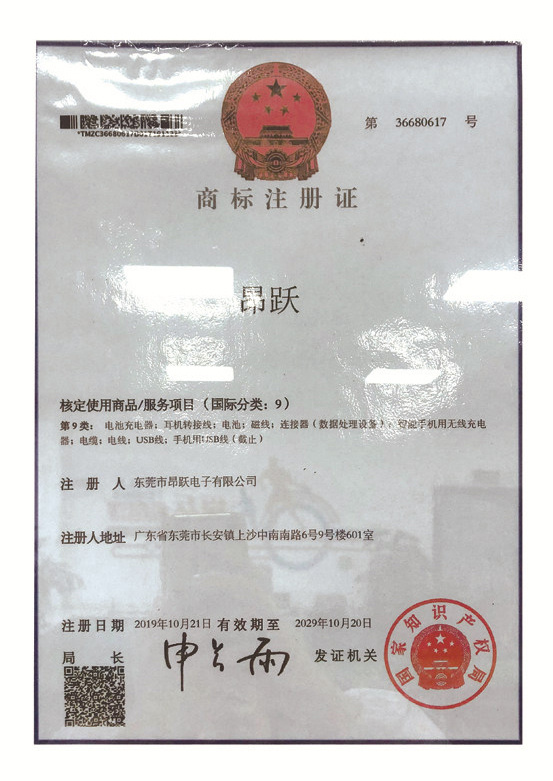 第 36680617 号
商标注册证
昂跃
核定使用商品/服务项目（国际分类：9）
第9类：电池充电器；耳机转接线；电池；磁线；连接器（数据处理设备）；智能手机用无线充电
器；电缆；电线；USB线；手机用USB线（截止）
注册人 东莞市昂跃电子有限公司
注册人地址 广东省东莞市长安镇上沙中南南路6号9号楼601室
注册日期 2019年10月21日 有效期至 2029年10月20日
局长 申长雨 发证机关
国家知识产权局